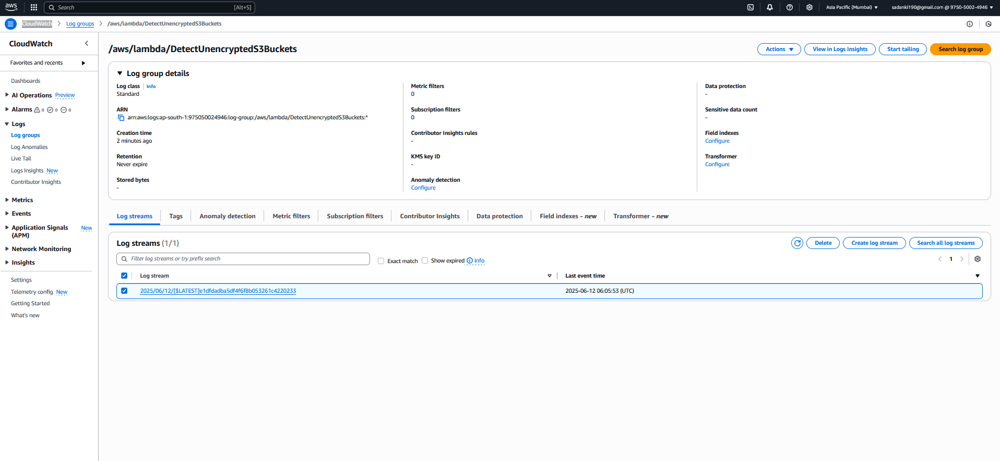 aws
Search [Alt+S]
Asia Pacific (Mumbai)
sadanki190@gmail.com @ 9750-5002-4946
CloudWatch
Log groups
/aws/lambda/DetectUnencryptedS3Buckets
CloudWatch
Favorites and recents
Dashboards
AI Operations Preview
Alarms 0 0 0
Logs
Log groups
Log Anomalies
Live Tail
Logs Insights New
Contributor Insights
Metrics
Events
Application Signals New
(APM)
Network Monitoring
Insights
Settings
Telemetry config New
Getting Started
What's new
/aws/lambda/DetectUnencryptedS3Buckets
Actions
View in Logs Insights
Start tailing
Search log group
Log group details
Log class Info
Standard
ARN
arn:aws:logs:ap-south-1:975050024946:log-group:/aws/lambda/DetectUnencryptedS3Buckets:*
Creation time
2 minutes ago
Retention
Never expire
Stored bytes
-
Metric filters
0
Subscription filters
0
Contributor Insights rules
-
KMS key ID
-
Anomaly detection
Configure
Data protection
-
Sensitive data count
-
Field indexes
Configure
Transformer
Configure
Log streams
Tags
Anomaly detection
Metric filters
Subscription filters
Contributor Insights
Data protection
Field indexes - new
Transformer - new
Log streams (1/1)
Delete
Create log stream
Search all log streams
Filter log streams or try prefix search
Exact match
Show expired
Info
1
Log stream
Last event time
2025/06/12/[$LATEST]e1dfdadba5df4f6f8b053261c4220233
2025-06-12 06:05:53 (UTC)